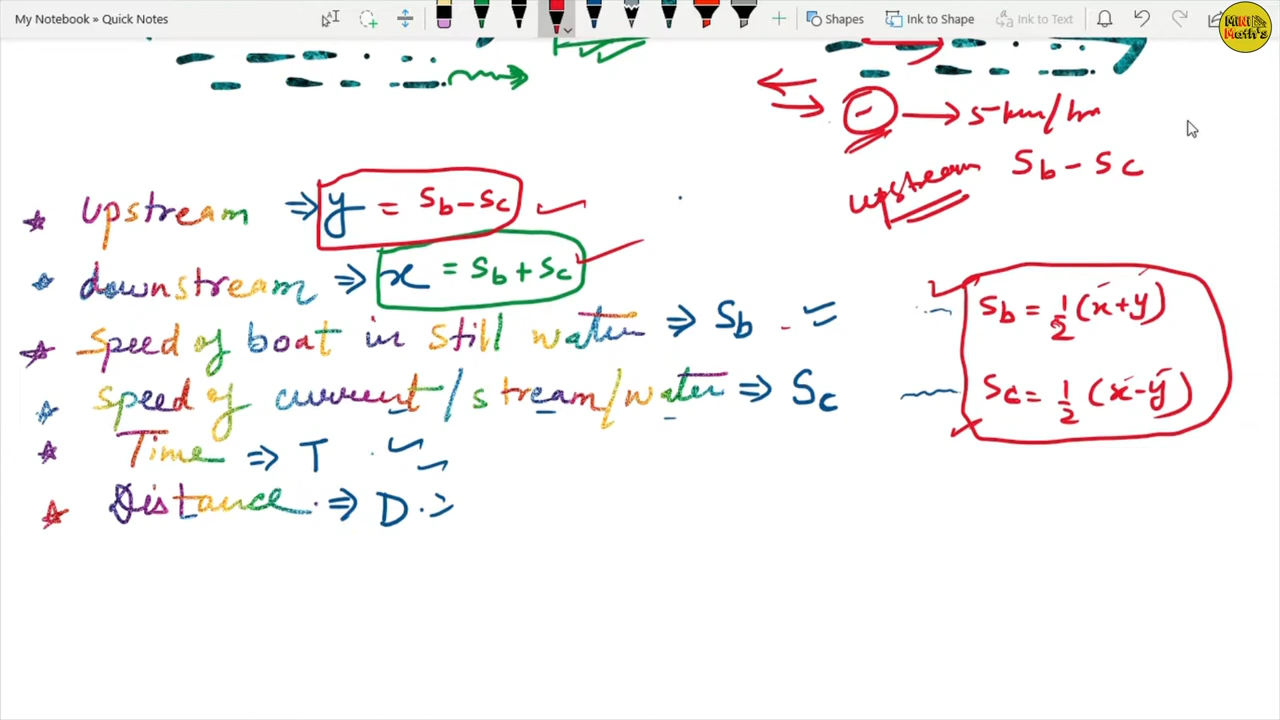 My Notebook » Quick Notes
Shapes
Ink to Shape
Ink to Text
MINI
Math's
5 km/hr
upstream Sb - Sc
upstream ⇒ y = Sb - Sc
downstream ⇒ x = Sb + Sc
Speed of boat in still water ⇒ Sb
Sb = 1/2 (x+y)
speed of current/stream/water ⇒ Sc
Sc = 1/2 (x-y)
Time ⇒ T
Distance ⇒ D